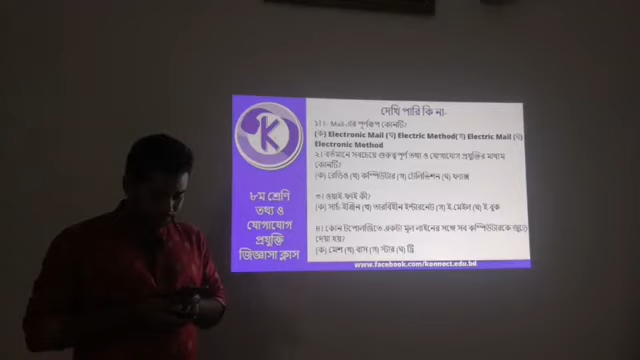 K
৮ম শ্রেণি
তথ্য ও
যোগাযোগ
প্রযুক্তি
জিজ্ঞাসা ক্লাস
দেখি পারি কি না-
১। E- Mail-এর পূর্ণরূপ কোনটি?
(ক) Electronic Mail (খ) Electric Method(গ) Electric Mail (ঘ)
Electronic Method
২। বর্তমানে সবচেয়ে গুরুত্বপূর্ণ তথ্য ও যোগাযোগ প্রযুক্তির মাধ্যম
কোনটি?
(ক) রেডিও (খ) কম্পিউটার (গ) টেলিভিশন (ঘ) ফ্যাক্স
৩। ওয়াই-ফাই কী?
(ক) সার্চ ইঞ্জিন (খ) তারবিহীন ইন্টারনেট (গ) ই-মেইল (ঘ) ই-বুক
৪। কোন টপোলজিতে একটা মূল লাইনের সঙ্গে সব কম্পিউটারকে জুড়ে
দেয়া হয়?
(ক) মেশ (খ) বাস (গ) স্টার (ঘ) ট্রি
www.facebook.com/konnect.edu.bd